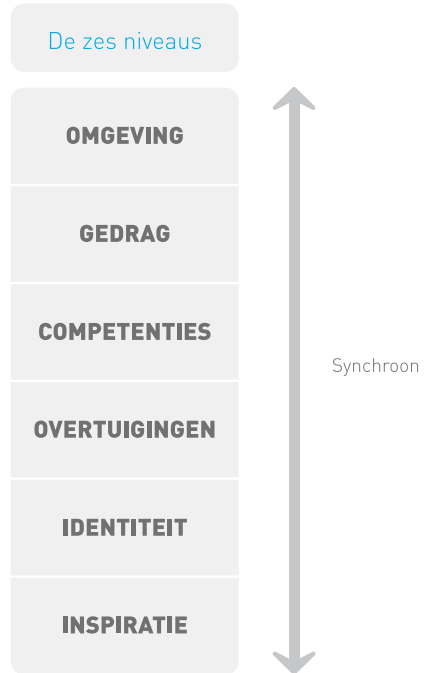 De zes niveaus
OMGEVING
GEDRAG
COMPETENTIES
Synchroon
OVERTUIGINGEN
IDENTITEIT
INSPIRATIE